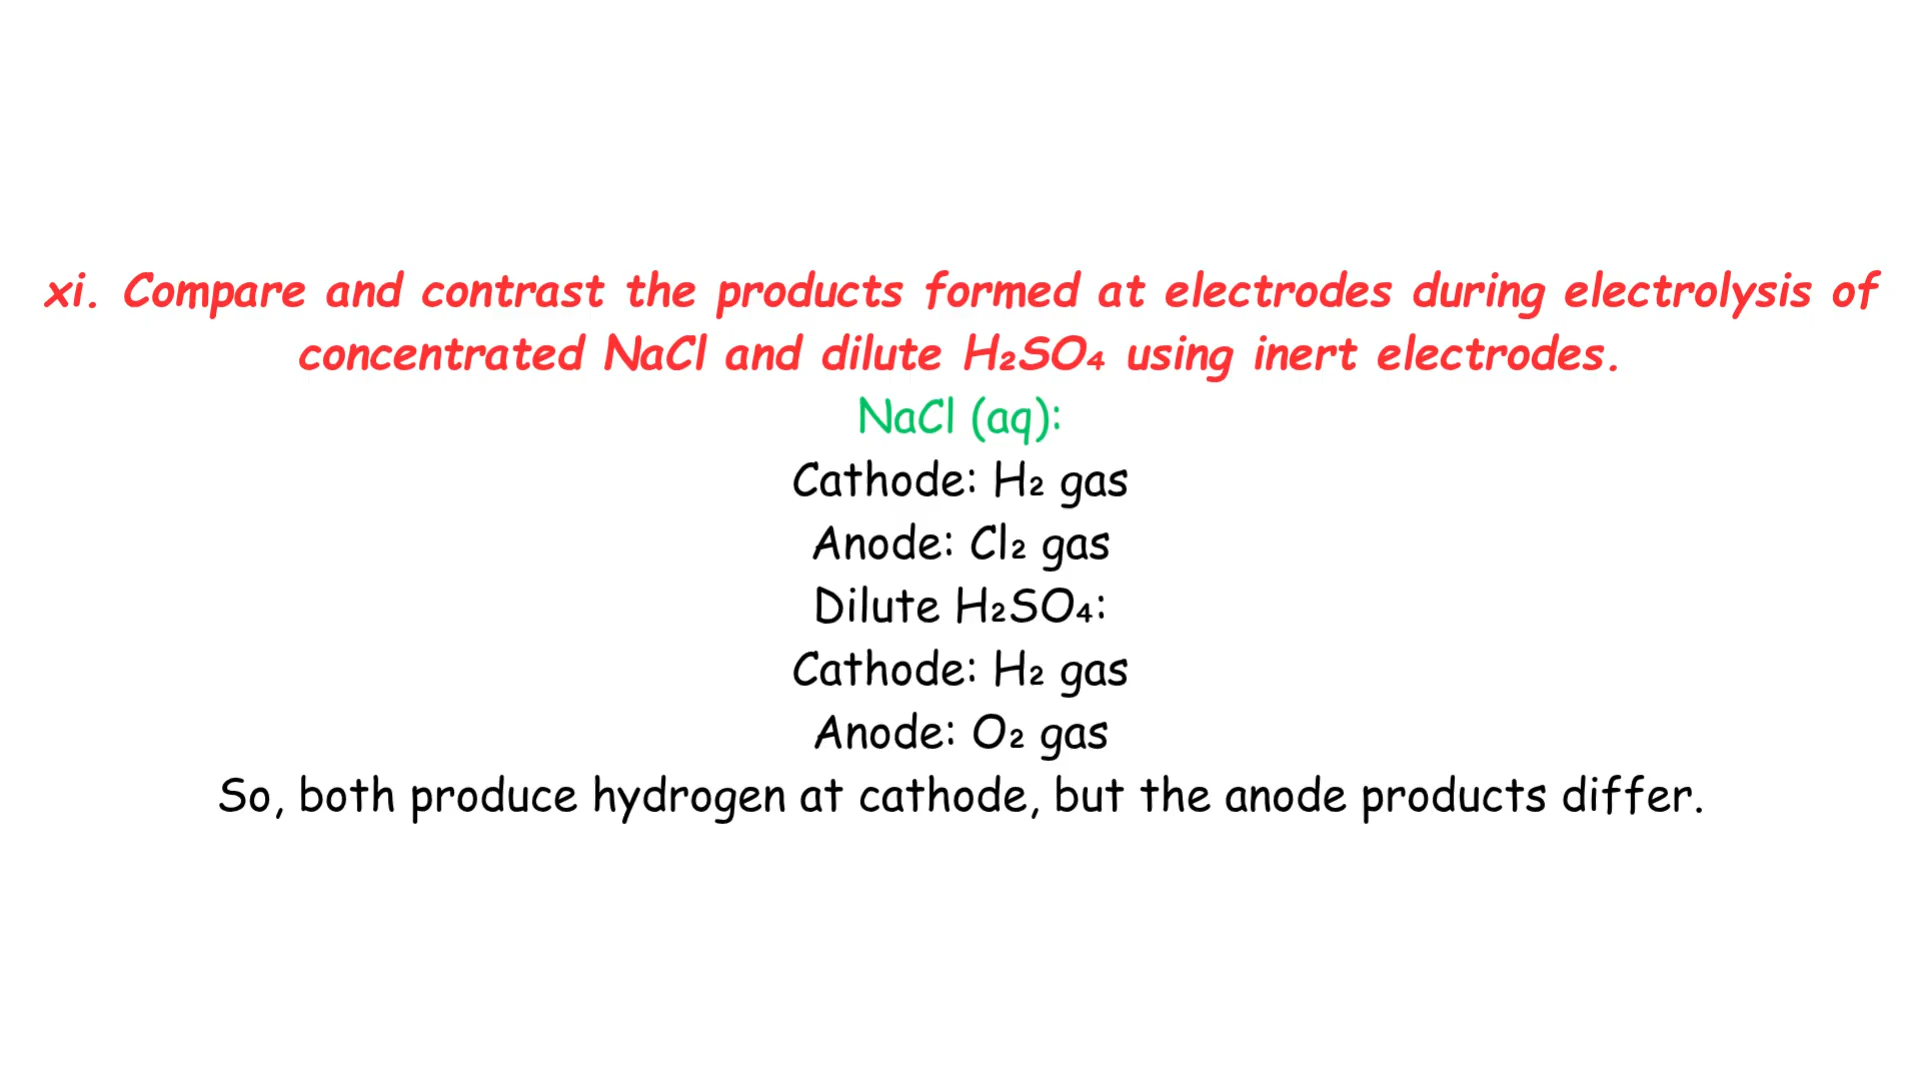 xi. Compare and contrast the products formed at electrodes during electrolysis of
concentrated NaCl and dilute H₂SO₄ using inert electrodes.
NaCl (aq):
Cathode: H₂ gas
Anode: Cl₂ gas
Dilute H₂SO₄:
Cathode: H₂ gas
Anode: O₂ gas
So, both produce hydrogen at cathode, but the anode products differ.